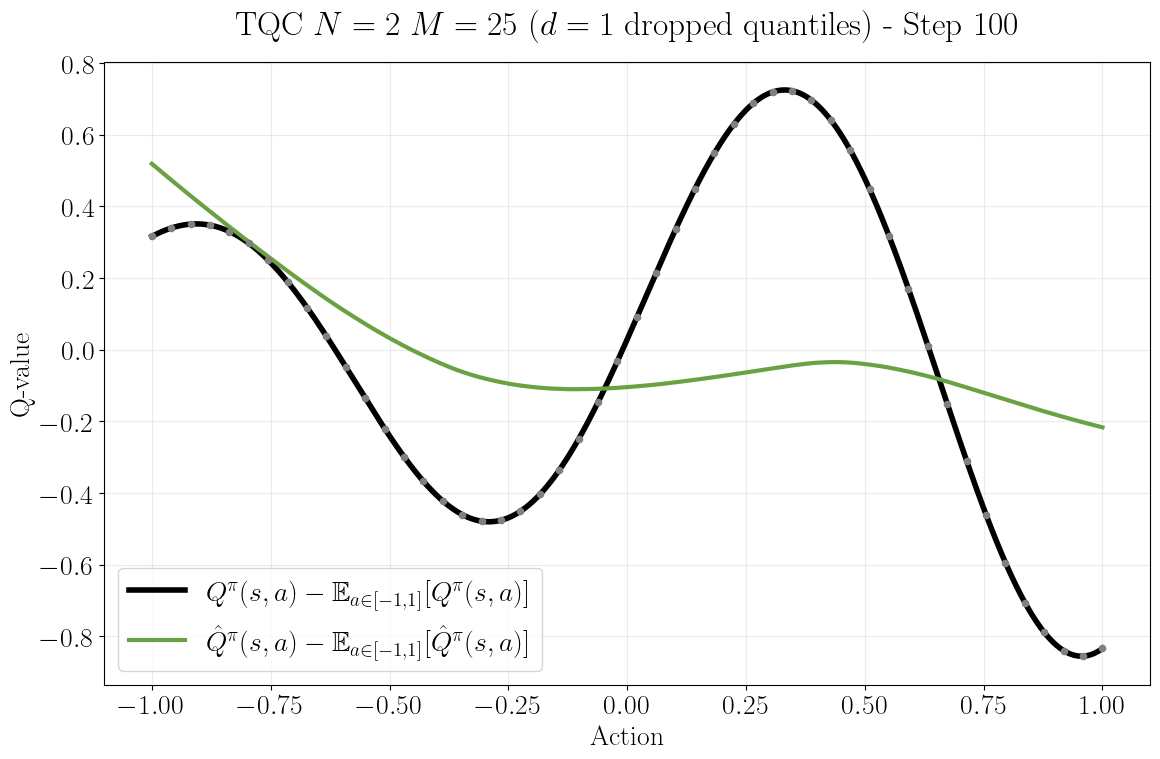 TQC N = 2 M = 25 (d = 1 dropped quantiles) - Step 100
0.8
0.6
0.4
0.2
0.0
−0.2
−0.4
−0.6
−0.8
Q-value
Q^π(s, a) − 𝔼_{a∈[−1,1]}[Q^π(s, a)]
Q̂^π(s, a) − 𝔼_{a∈[−1,1]}[Q̂^π(s, a)]
−1.00 −0.75 −0.50 −0.25 0.00 0.25 0.50 0.75 1.00
Action